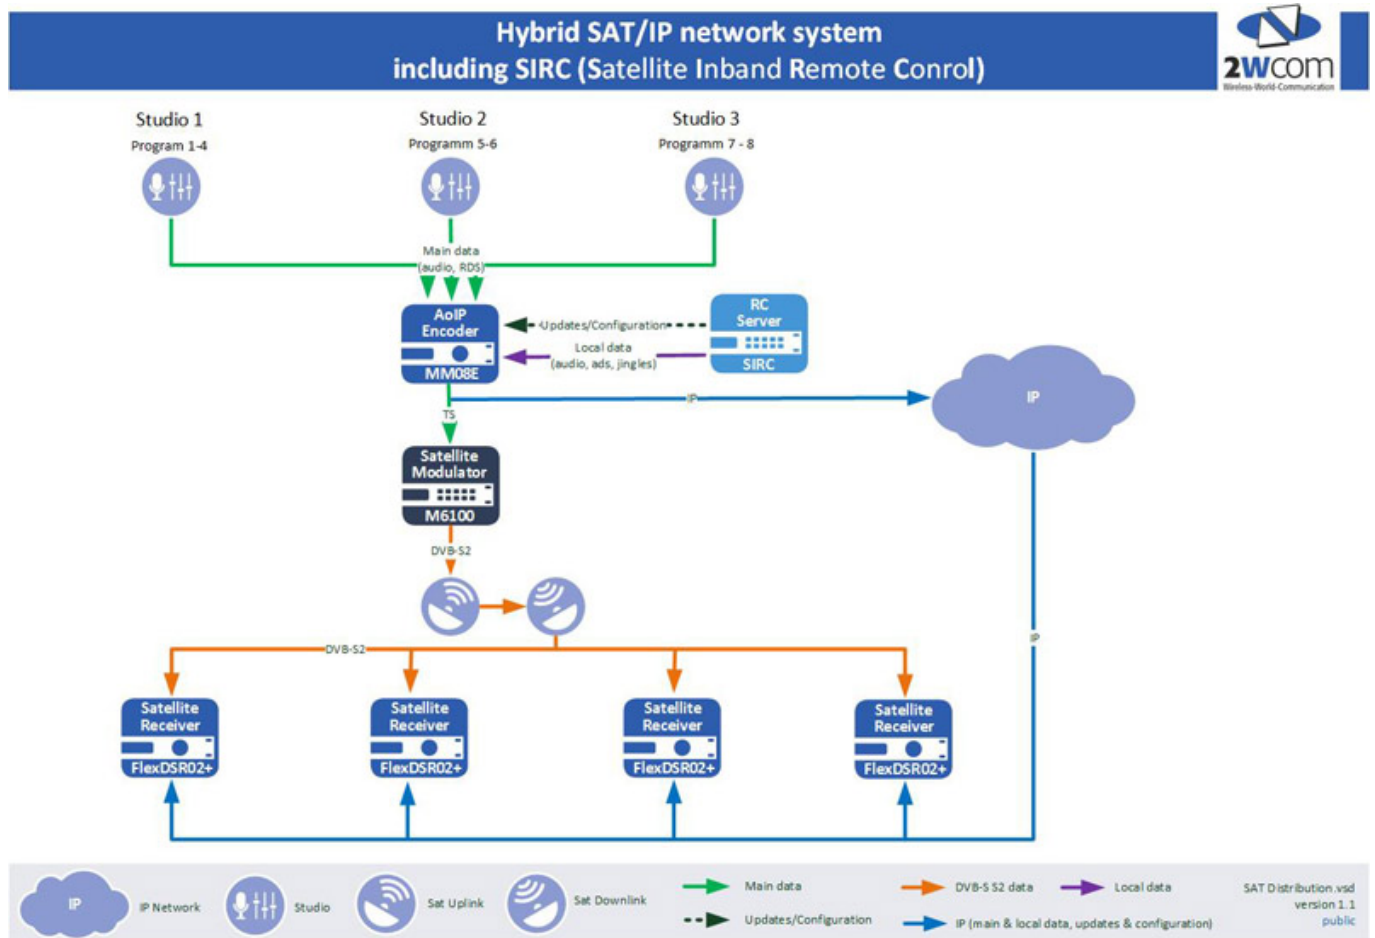 Hybrid SAT/IP network system
including SIRC (Satellite Inband Remote Conrol)
2WCOM
Wireless-World-Communication
Studio 1
Program 1-4
Studio 2
Programm 5-6
Studio 3
Programm 7 - 8
Main data
(audio, RDS)
AoIP
Encoder
MM08E
Updates/Configuration
Local data
(audio, ads, jingles)
RC
Server
SIRC
IP
IP
TS
Satellite
Modulator
M6100
DVB-S2
IP
DVB-S2
Satellite
Receiver
FlexDSR02+
Satellite
Receiver
FlexDSR02+
Satellite
Receiver
FlexDSR02+
Satellite
Receiver
FlexDSR02+
IP
IP Network
Studio
Sat Uplink
Sat Downlink
Main data
Updates/Configuration
DVB-S S2 data
Local data
IP (main & local data, updates & configuration)
SAT Distribution.vsd
version 1.1
public